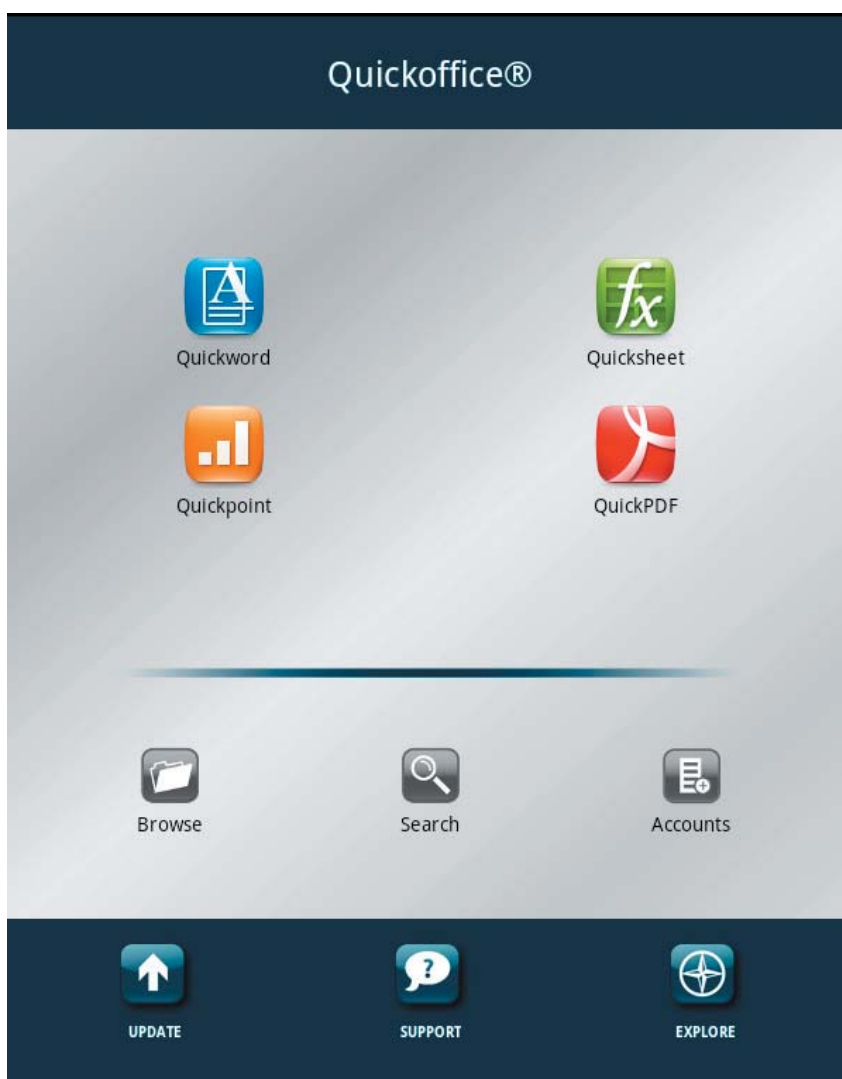 Quickoffice®
Quickword
Quicksheet
Quickpoint
QuickPDF
Browse
Search
Accounts
UPDATE
SUPPORT
EXPLORE